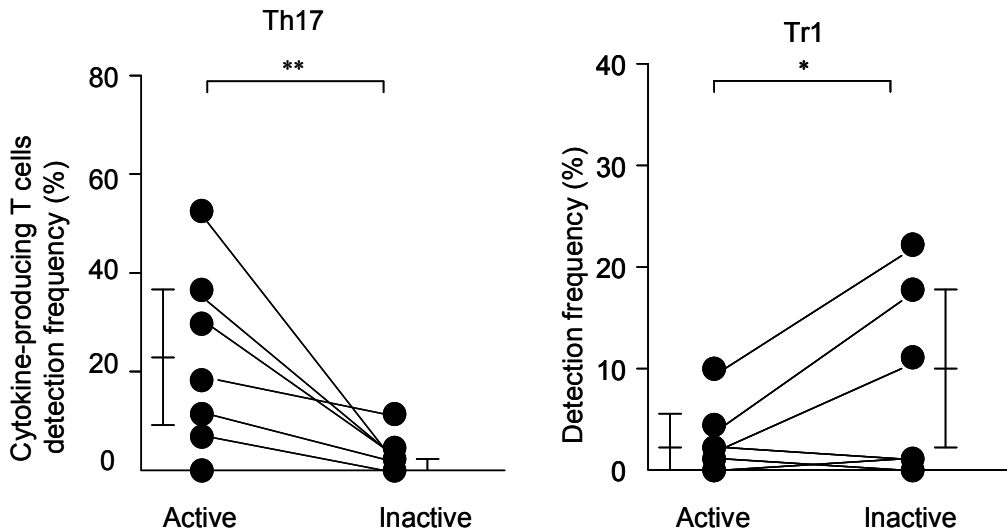 Th17
**
80
60
40
20
0
Cytokine-producing T cells
detection frequency (%)
Active
Inactive
Tr1
*
40
30
20
10
0
Detection frequency (%)
Active
Inactive